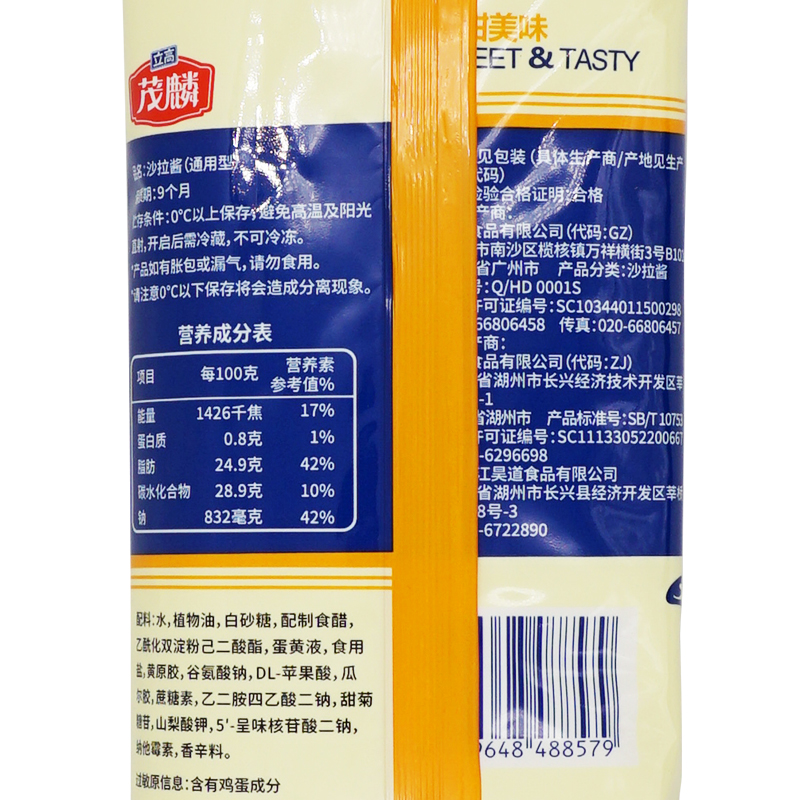 立高
茂麟
品名:沙拉酱(通用型)
期:9个月
贮存条件:0℃以上保存,避免高温及阳光
直射,开启后需冷藏,不可冷冻。
*产品如有胀包或漏气,请勿食用。
*请注意0℃以下保存将会造成分离现象。
营养成分表
项目 每100克 营养素参考值%
能量 1426千焦 17%
蛋白质 0.8克 1%
脂肪 24.9克 42%
碳水化合物 28.9克 10%
钠 832毫克 42%
配料:水,植物油,白砂糖,配制食醋,
乙酰化双淀粉己二酸酯,蛋黄液,食用
盐,黄原胶,谷氨酸钠,DL-苹果酸,瓜
尔胶,蔗糖素,乙二胺四乙酸二钠,甜菊
糖苷,山梨酸钾,5'-呈味核苷酸二钠,
纳他霉素,香辛料。
过敏原信息:含有鸡蛋成分
甜美味
EET & TASTY
见包装(具体生产商/产地见生产
代码)
检验合格证明:合格
产商:
食品有限公司(代码:GZ)
市南沙区榄核镇万祥横街3号B101
省广州市 产品分类:沙拉酱
号:Q/HD 0001S
许可证编号:SC10344011500298
66806458 传真:020-66806457
产商:
食品有限公司(代码:ZJ)
省湖州市长兴经济技术开发区莘
-1
省湖州市 产品标准号:SB/T 10753
许可证编号:SC11133052200667
-6296698
江昊道食品有限公司
省湖州市长兴县经济开发区莘桥
8号-3
-6722890
9648 488579